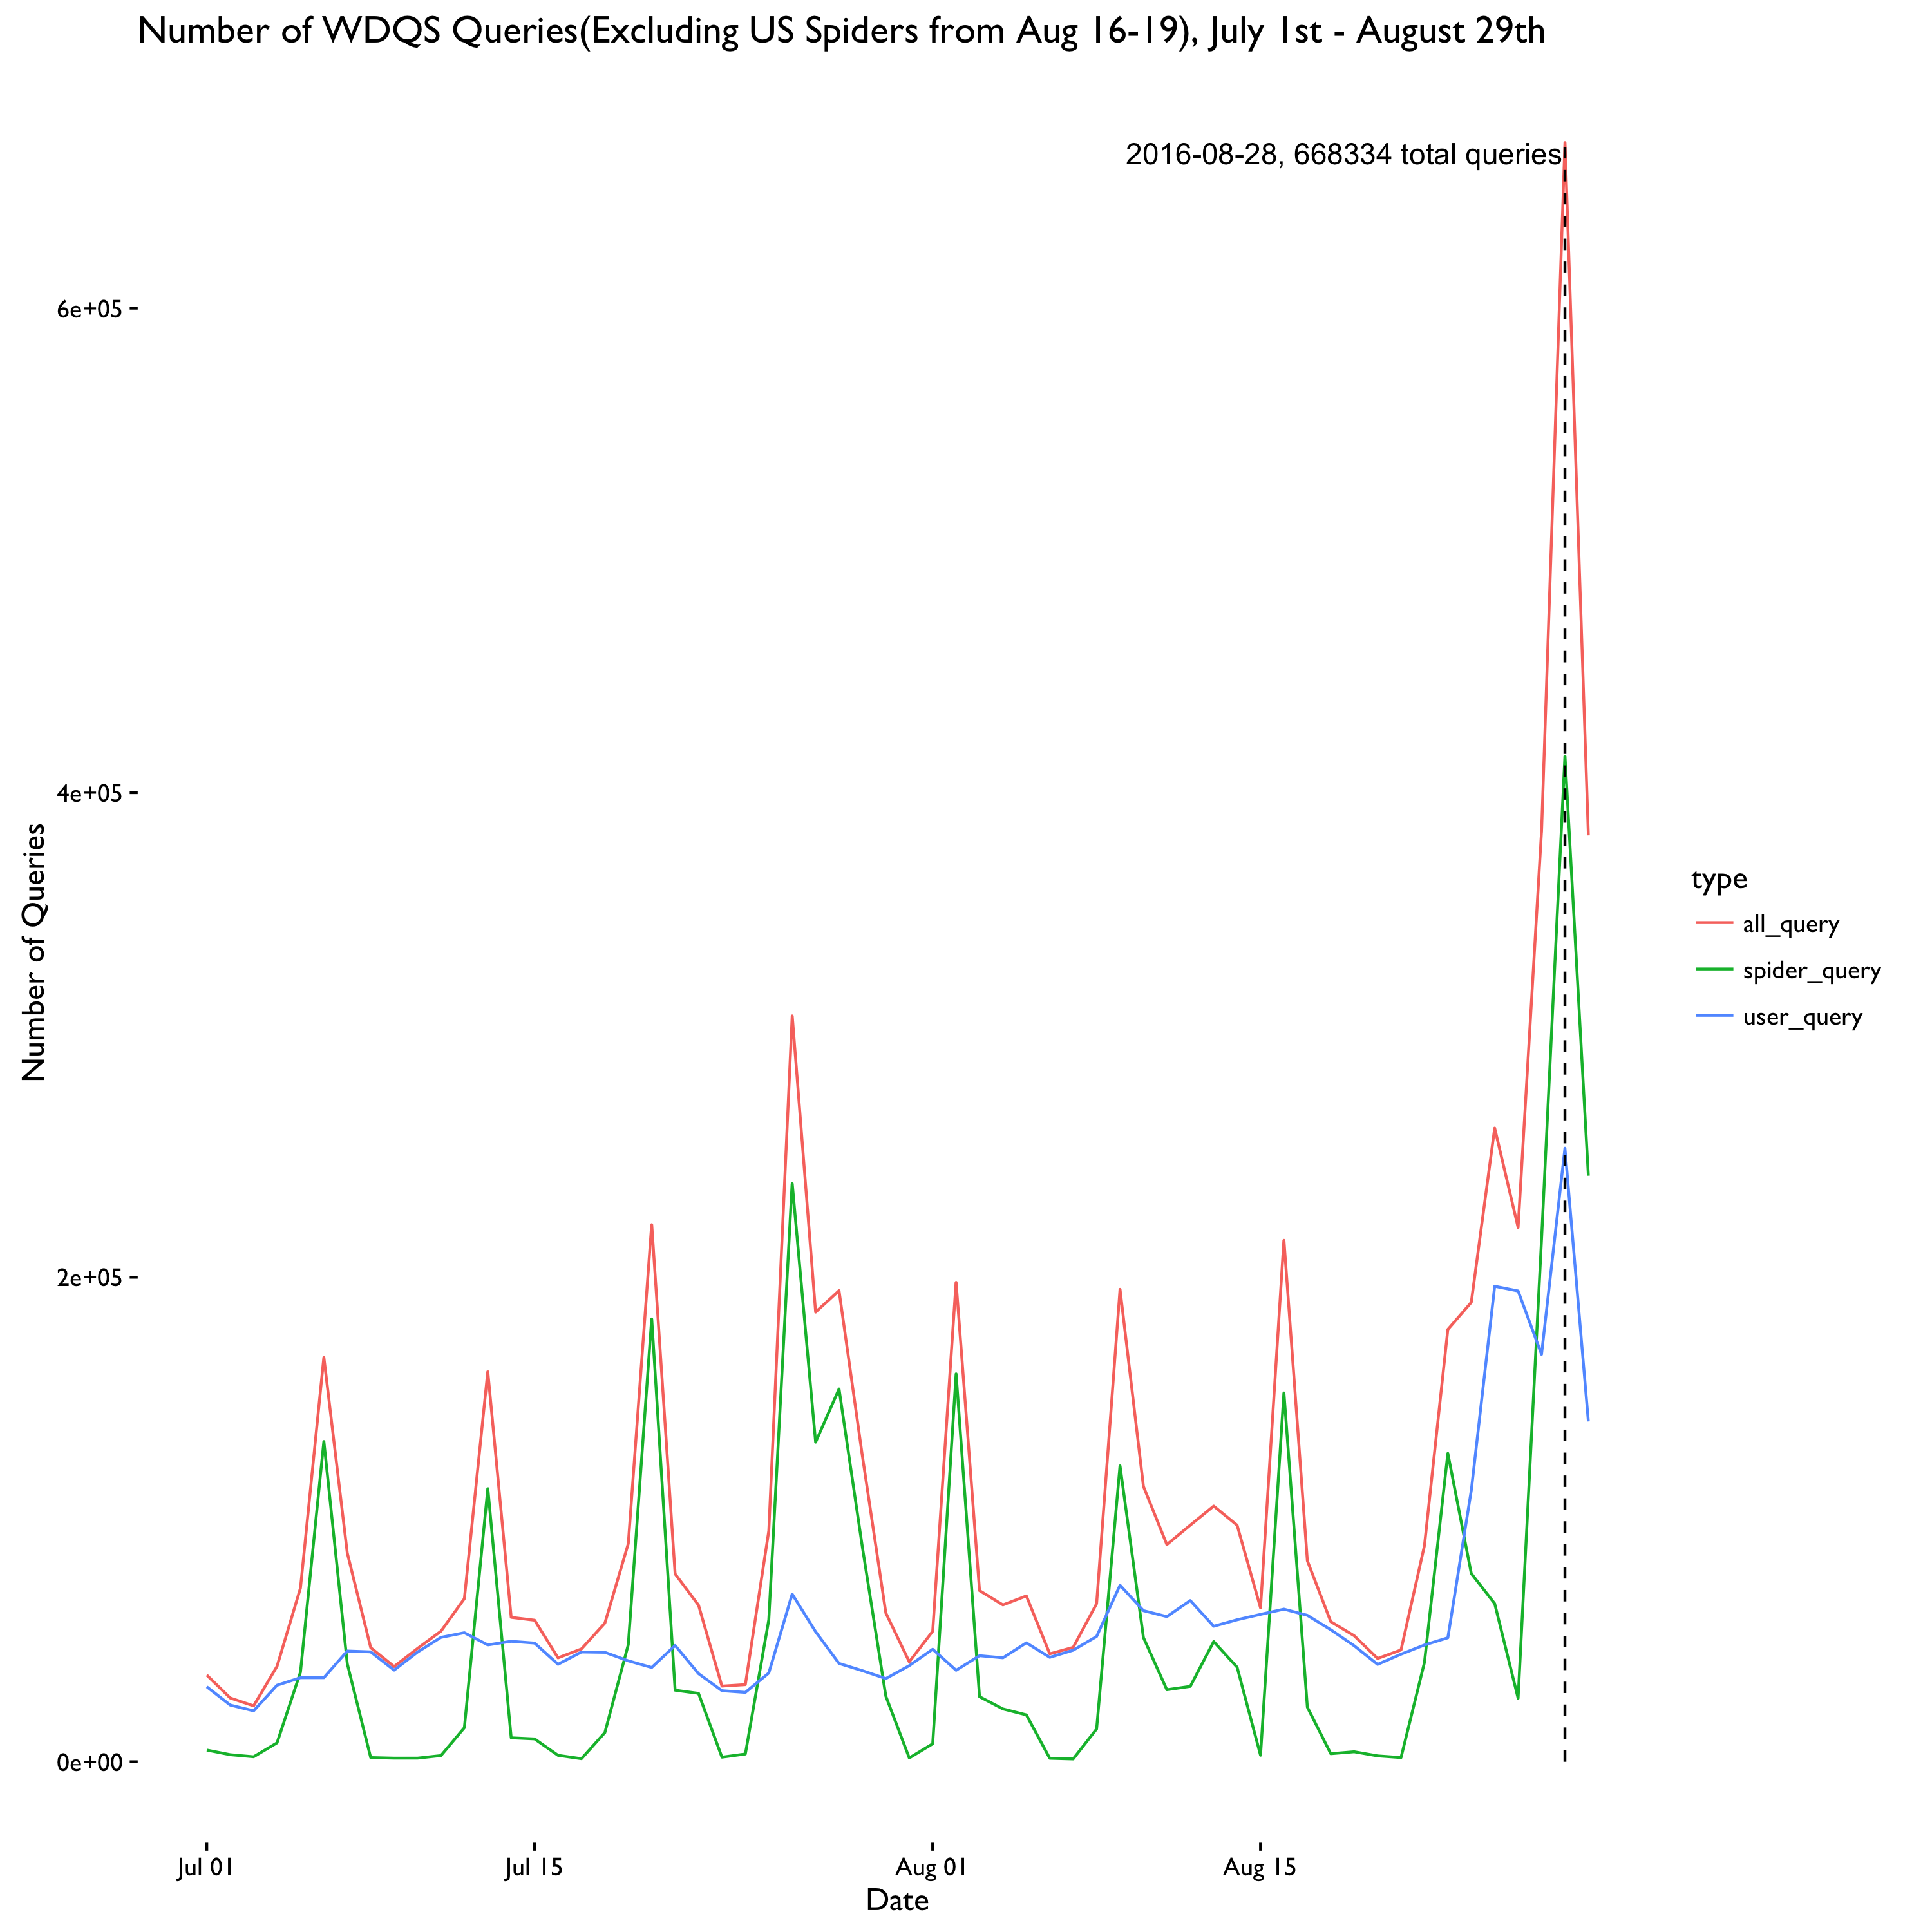 Number of WDQS Queries(Excluding US Spiders from Aug 16-19), July 1st - August 29th
2016-08-28, 668334 total queries
6e+05
4e+05
2e+05
0e+00
Number of Queries
Jul 01
Jul 15
Aug 01
Aug 15
Date
type
all_query
spider_query
user_query